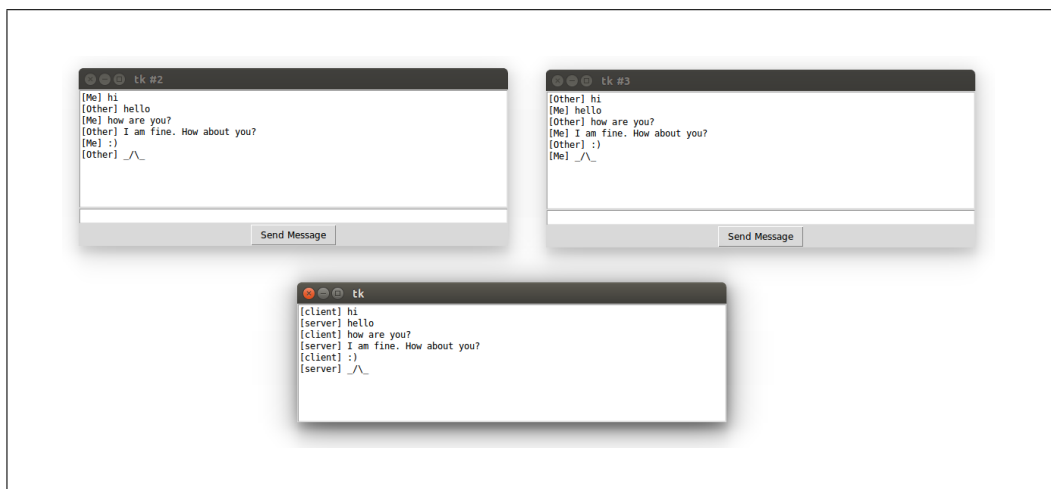 tk #2
[Me] hi
[Other] hello
[Me] how are you?
[Other] I am fine. How about you?
[Me] :)
[Other] _/\_
Send Message
tk #3
[Other] hi
[Me] hello
[Other] how are you?
[Me] I am fine. How about you?
[Other] :)
[Me] _/\_
Send Message
tk
[client] hi
[server] hello
[client] how are you?
[server] I am fine. How about you?
[client] :)
[server] _/\_